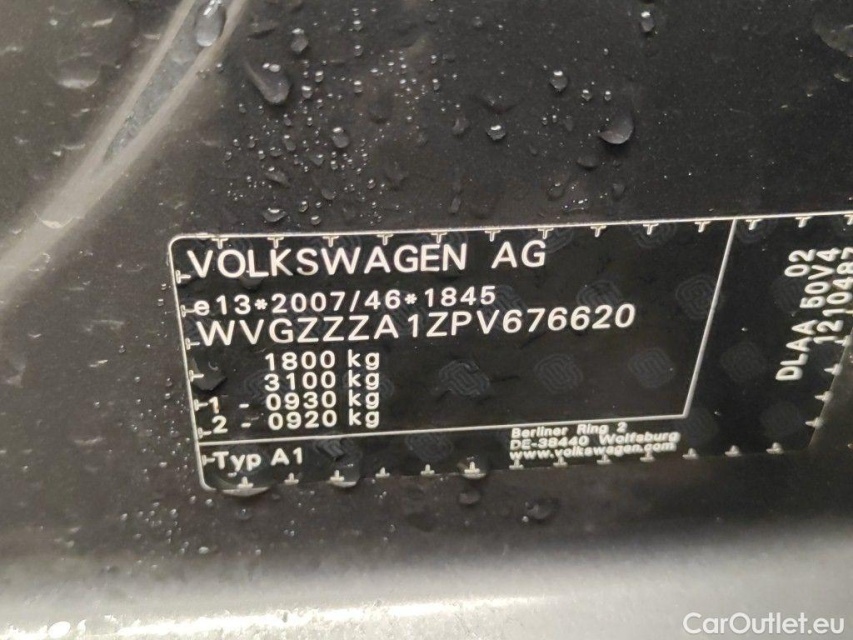 VOLKSWAGEN AG
e13*2007/46*1845
WVGZZZA1ZPV676620
1800 kg
3100 kg
1 - 0930 kg
2 - 0920 kg
Typ A1
Berliner Ring 2
DE-38440 Wolfsburg
www.volkswagen.com
02
DLAA 50V4
CarOutlet.eu